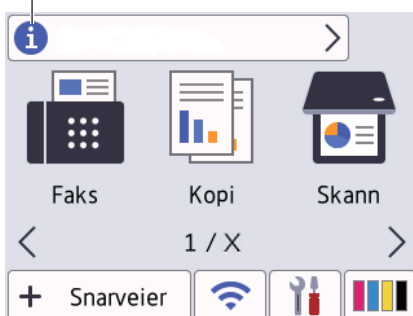 i
Faks Kopi Skann
1 / X
+ Snarveier